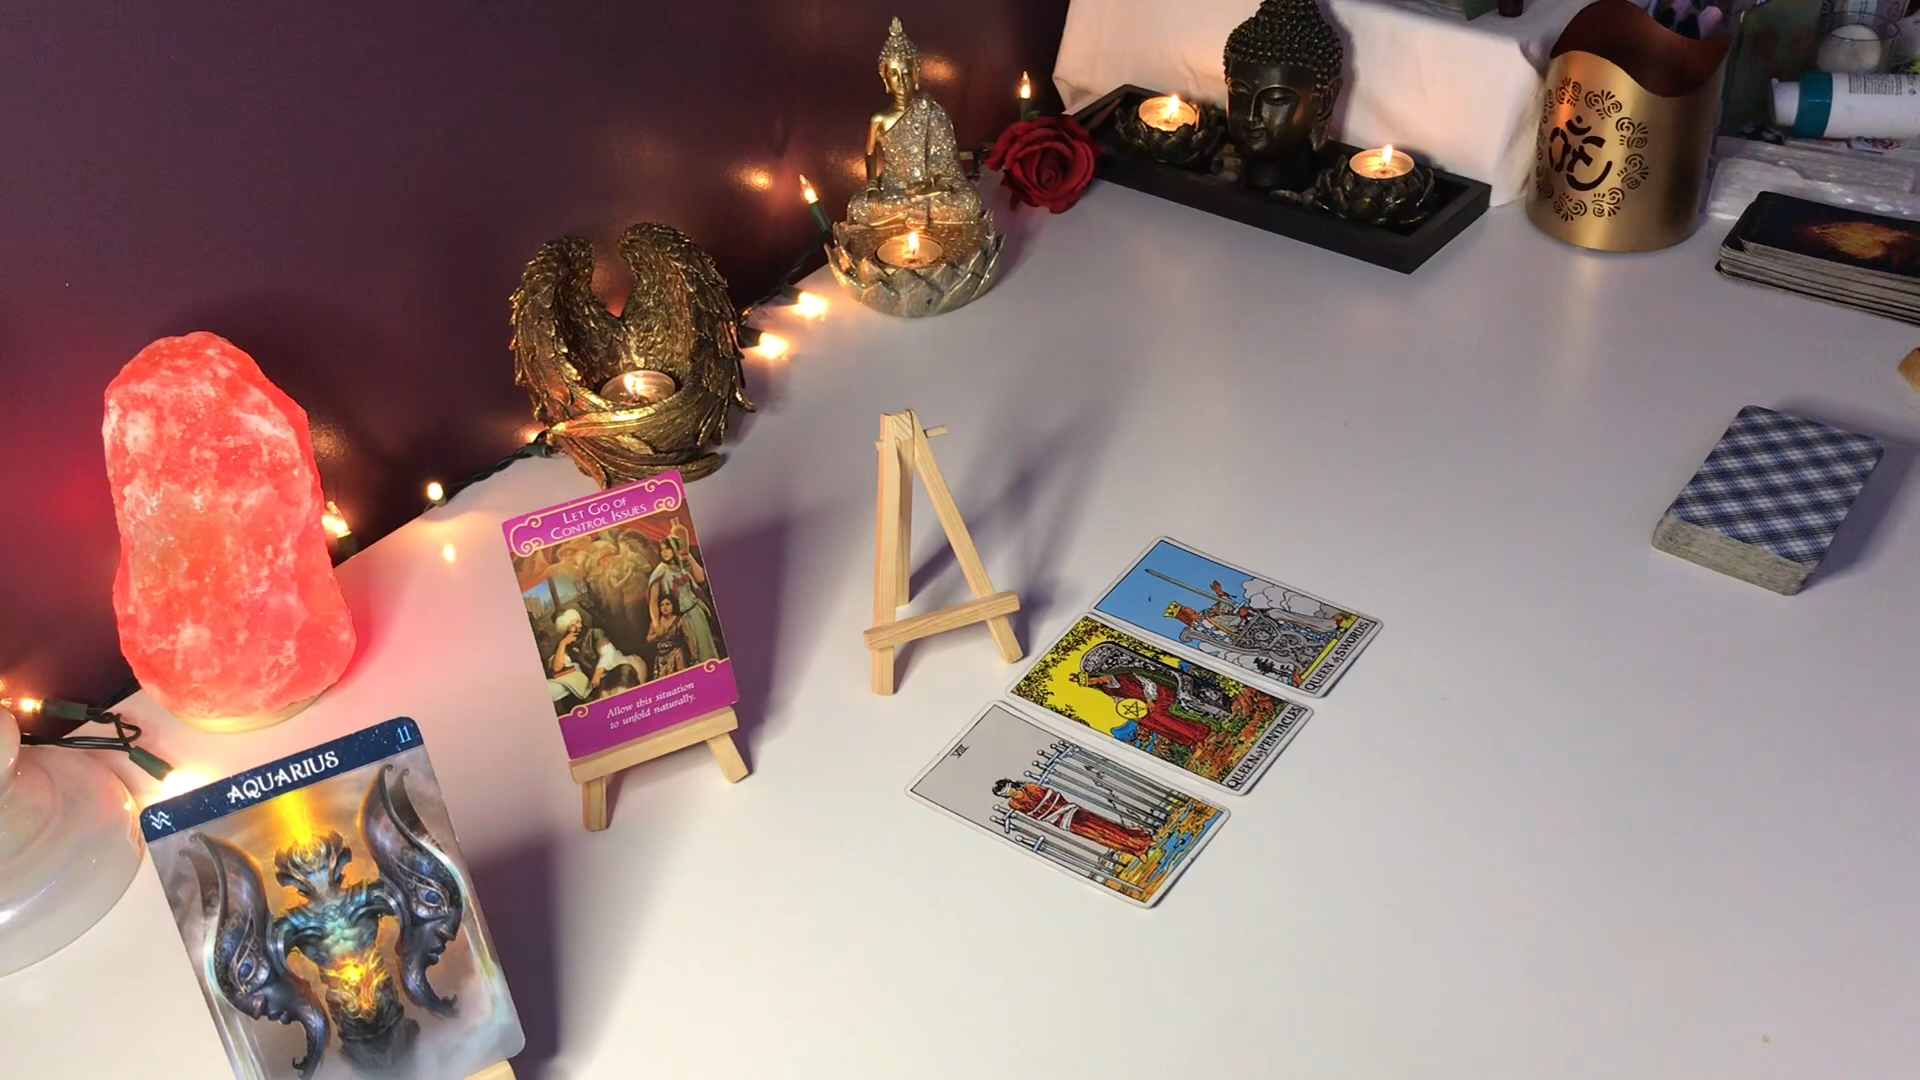 AQUARIUS
11
LET GO OF
CONTROL ISSUES
Allow this situation
to unfold naturally.
QUEEN of SWORDS.
QUEEN of PENTACLES
VIII.
ॐ